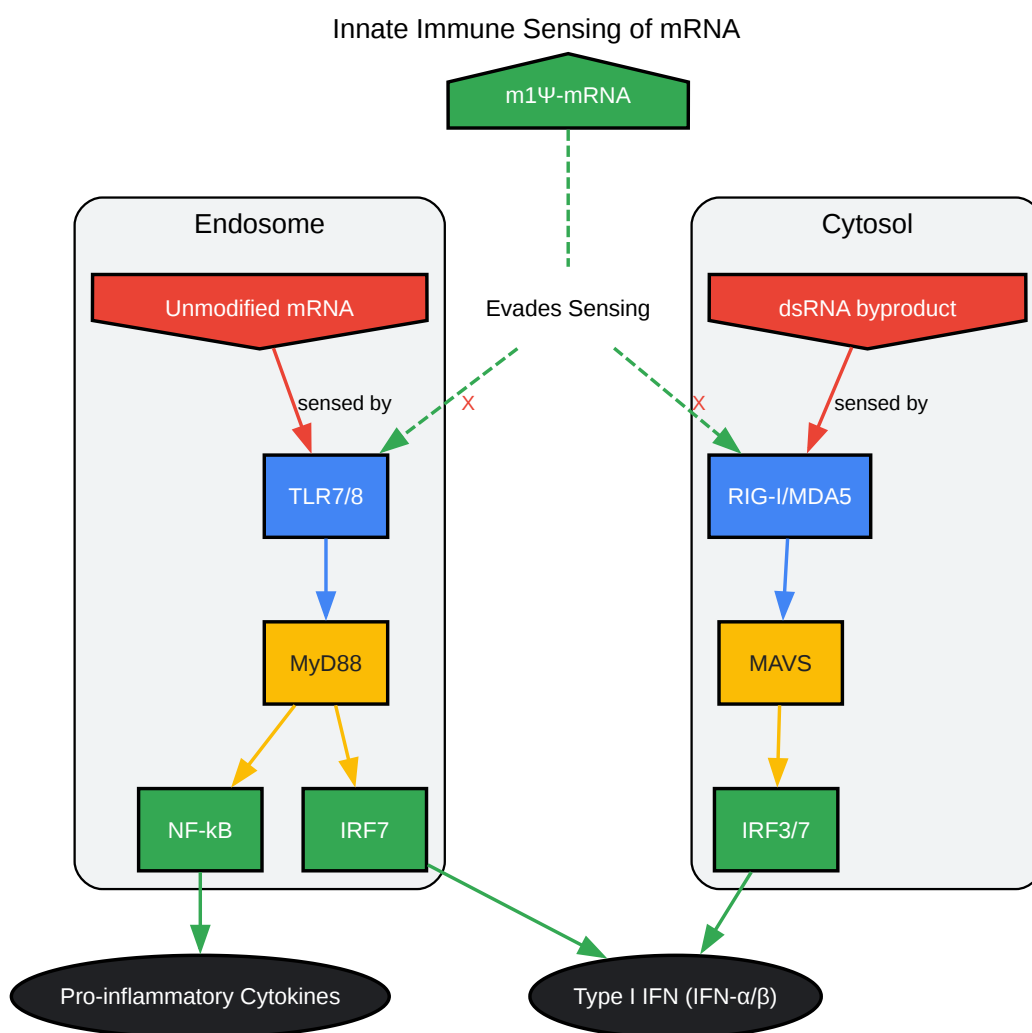 Innate Immune Sensing of mRNA
m1Ψ-mRNA
Endosome
Cytosol
Unmodified mRNA
Evades Sensing
dsRNA byproduct
sensed by
X
X
sensed by
TLR7/8
RIG-I/MDA5
MyD88
MAVS
NF-kB
IRF7
IRF3/7
Pro-inflammatory Cytokines
Type I IFN (IFN-α/β)